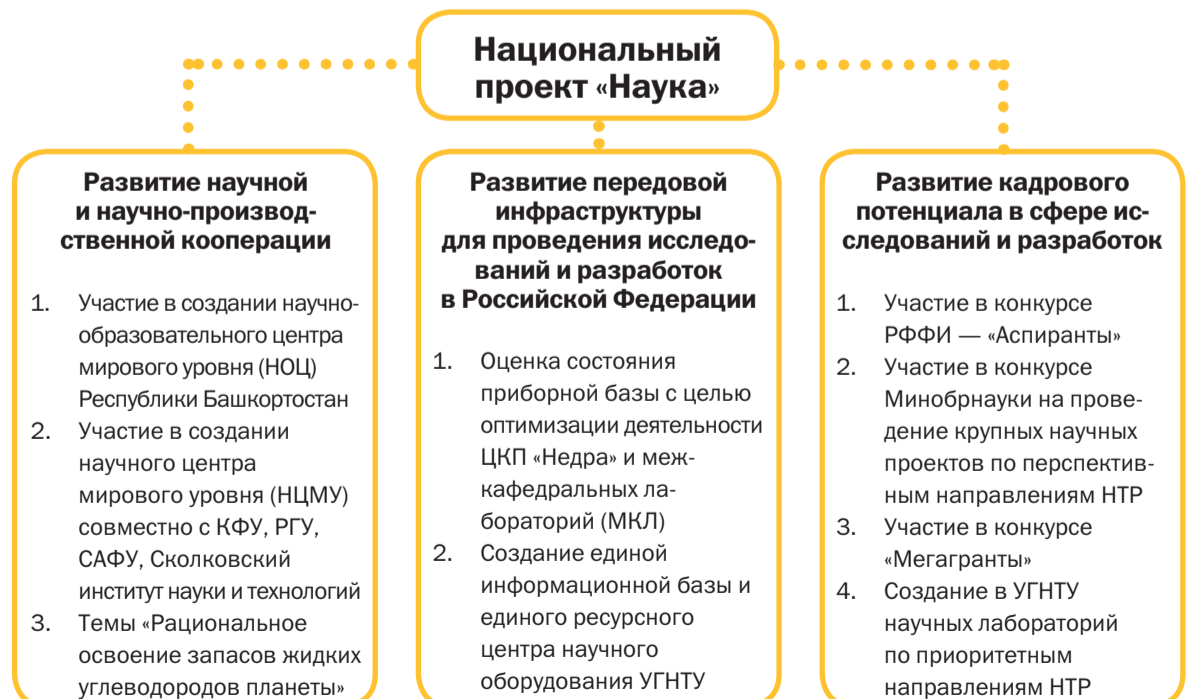 Национальный
проект «Наука»
Развитие научной
и научно-производ-
ственной кооперации
1. Участие в создании научно-
образовательного центра
мирового уровня (НОЦ)
Республики Башкортостан
2. Участие в создании
научного центра
мирового уровня (НЦМУ)
совместно с КФУ, РГУ,
САФУ, Сколковский
институт науки и технологий
3. Темы «Рациональное
освоение запасов жидких
углеводородов планеты»
Развитие передовой
инфраструктуры
для проведения исследо-
ваний и разработок
в Российской Федерации
1. Оценка состояния
приборной базы с целью
оптимизации деятельности
ЦКП «Недра» и меж-
кафедральных ла-
бораторий (МКЛ)
2. Создание единой
информационной базы и
единого ресурсного
центра научного
оборудования УГНТУ
Развитие кадрового
потенциала в сфере ис-
следований и разработок
1. Участие в конкурсе
РФФИ — «Аспиранты»
2. Участие в конкурсе
Минобрнауки на прове-
дение крупных научных
проектов по перспектив-
ным направлениям НТР
3. Участие в конкурсе
«Мегагранты»
4. Создание в УГНТУ
научных лабораторий
по приоритетным
направлениям НТР